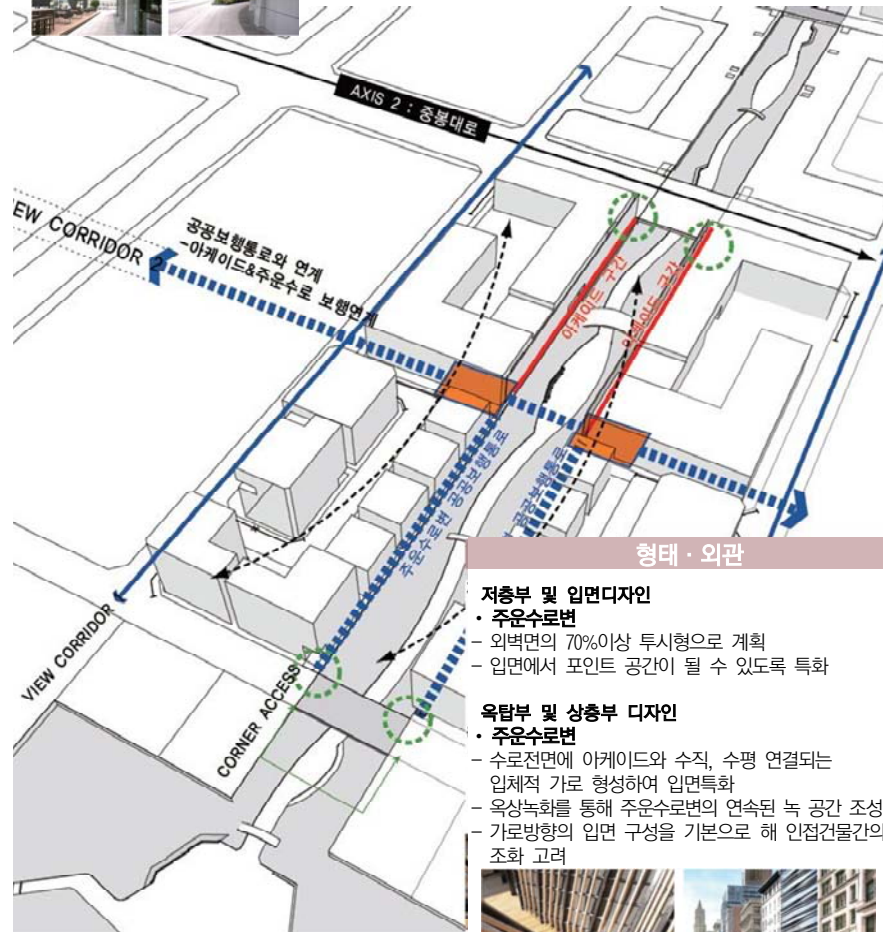 AXIS 2 : 중봉대로
EW CORRIDOR 2
공공보행통로와 연계
-아케이드&주운수로 보행연계
아케이드 구간
아케이드 구간
주운수로변 공공보행통로
공공보행통로
VIEW CORRIDOR
CORNER ACCESS
형태 · 외관
저층부 및 입면디자인
• 주운수로변
- 외벽면의 70%이상 투시형으로 계획
- 입면에서 포인트 공간이 될 수 있도록 특화
옥탑부 및 상층부 디자인
• 주운수로변
- 수로전면에 아케이드와 수직, 수평 연결되는
입체적 가로 형성하여 입면특화
- 옥상녹화를 통해 주운수로변의 연속된 녹 공간 조성
- 가로방향의 입면 구성을 기본으로 해 인접건물간의
조화 고려